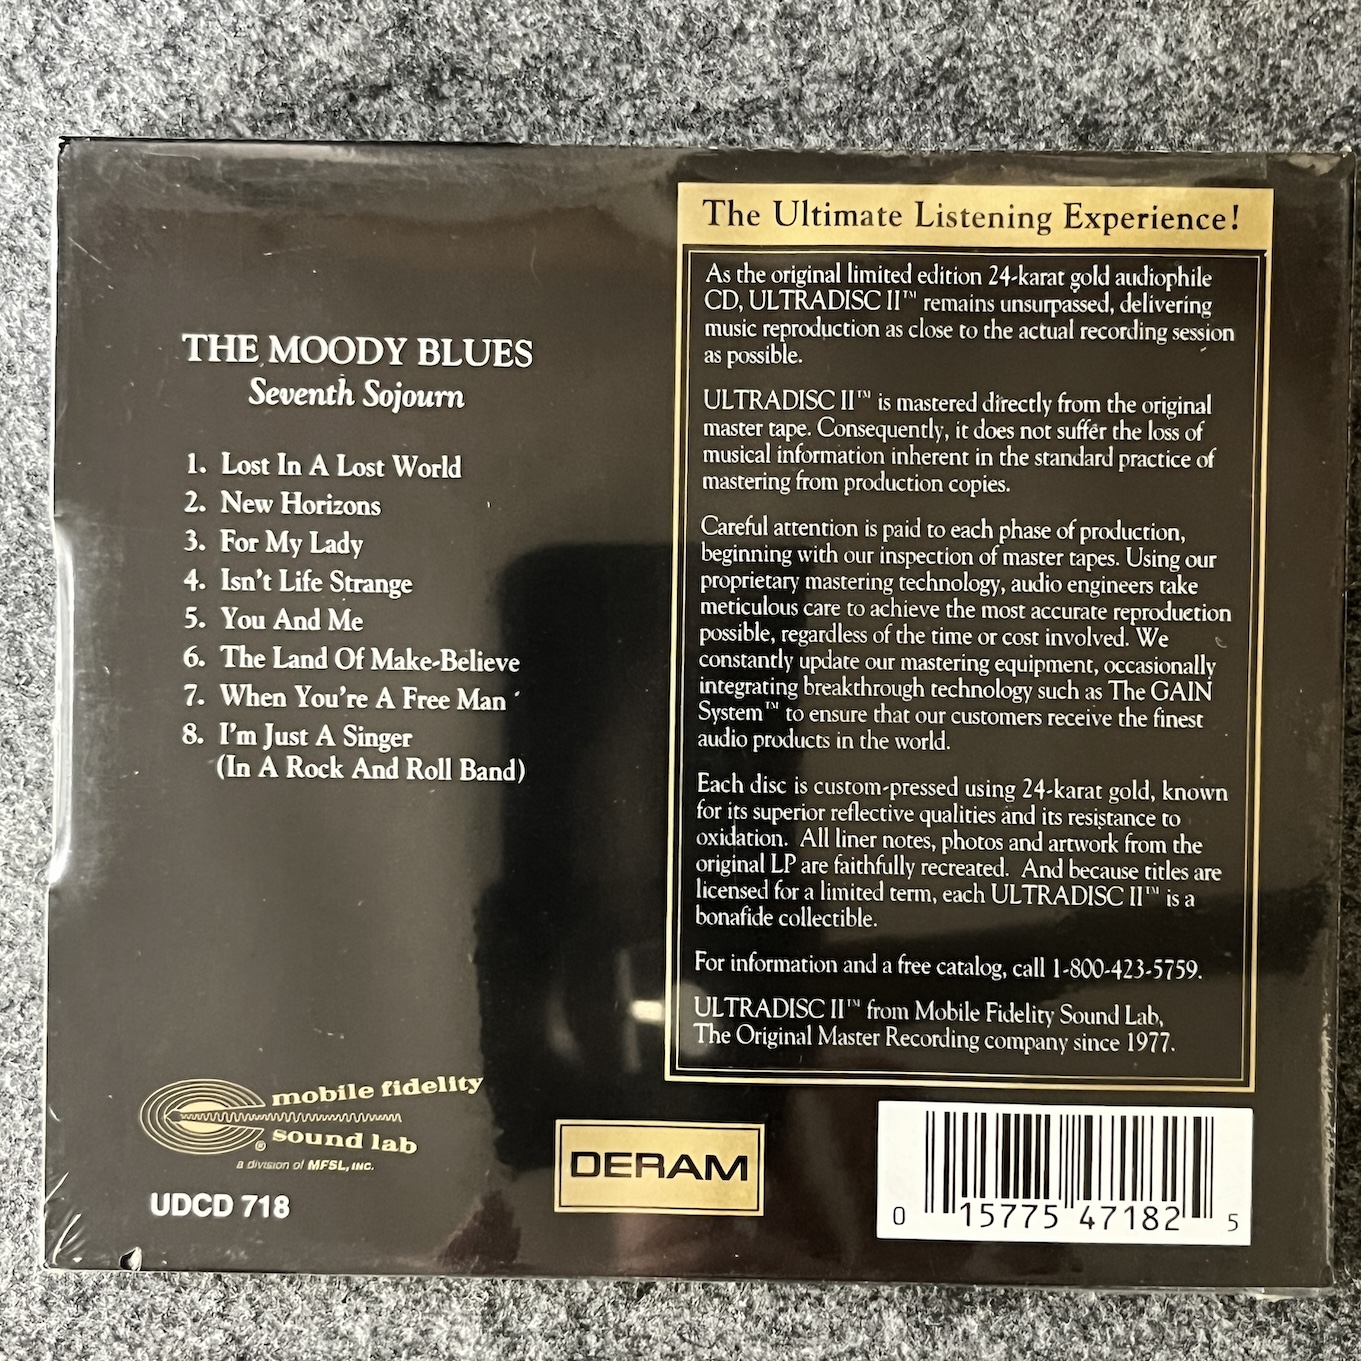 THE MOODY BLUES
Seventh Sojourn
1. Lost In A Lost World
2. New Horizons
3. For My Lady
4. Isn't Life Strange
5. You And Me
6. The Land Of Make-Believe
7. When You're A Free Man
8. I'm Just A Singer
(In A Rock And Roll Band)
The Ultimate Listening Experience!
As the original limited edition 24-karat gold audiophile
CD, ULTRADISC II™ remains unsurpassed, delivering
music reproduction as close to the actual recording session
as possible.
ULTRADISC II™ is mastered directly from the original
master tape. Consequently, it does not suffer the loss of
musical information inherent in the standard practice of
mastering from production copies.
Careful attention is paid to each phase of production,
beginning with our inspection of master tapes. Using our
proprietary mastering technology, audio engineers take
meticulous care to achieve the most accurate reproduction
possible, regardless of the time or cost involved. We
constantly update our mastering equipment, occasionally
integrating breakthrough technology such as The GAIN
System™ to ensure that our customers receive the finest
audio products in the world.
Each disc is custom-pressed using 24-karat gold, known
for its superior reflective qualities and its resistance to
oxidation. All liner notes, photos and artwork from the
original LP are faithfully recreated. And because titles are
licensed for a limited term, each ULTRADISC II™ is a
bonafide collectible.
For information and a free catalog, call 1-800-423-5759.
ULTRADISC II™ from Mobile Fidelity Sound Lab,
The Original Master Recording company since 1977.
mobile fidelity
® sound lab
a division of MFSL, INC.
UDCD 718
DERAM
0 15775 47182 5